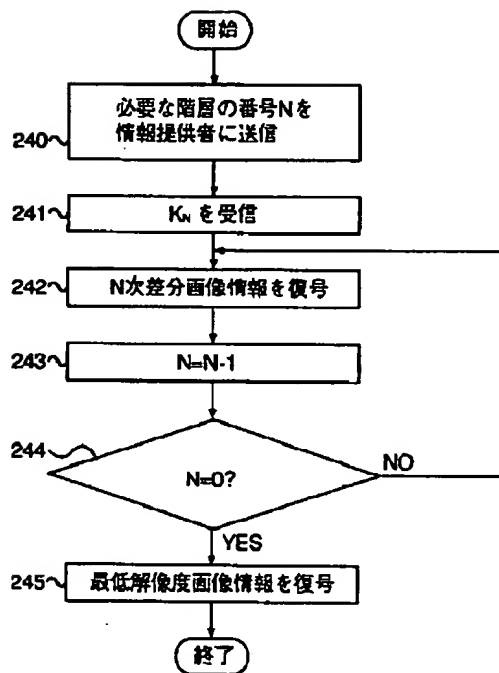 開始
必要な階層の番号Nを
情報提供者に送信
240
241
KN を受信
242
N次差分画像情報を復号
243
N=N-1
244
N=0?
NO
YES
245
最低解像度画像情報を復号
終了